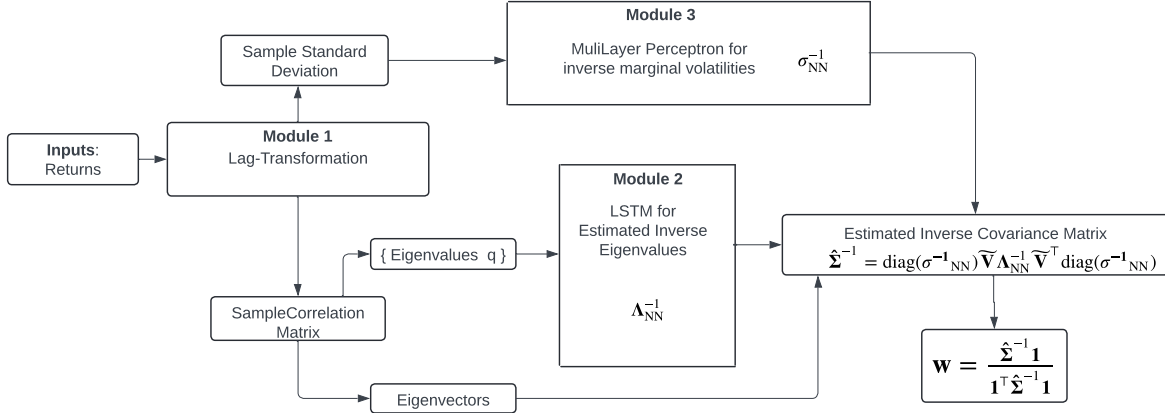 Module 3
MuliLayer Perceptron for
inverse marginal volatilities
σ_NN^{-1}
Sample Standard
Deviation
Inputs:
Returns
Module 1
Lag-Transformation
Module 2
LSTM for
Estimated Inverse
Eigenvalues
Λ_NN^{-1}
{ Eigenvalues q }
SampleCorrelation
Matrix
Eigenvectors
Estimated Inverse Covariance Matrix
Σ̂^{-1} = diag(σ^{-1}_NN) Ṽ Λ_NN^{-1} Ṽ^⊤ diag(σ^{-1}_NN)
w = Σ̂^{-1} 1 / 1^⊤ Σ̂^{-1} 1